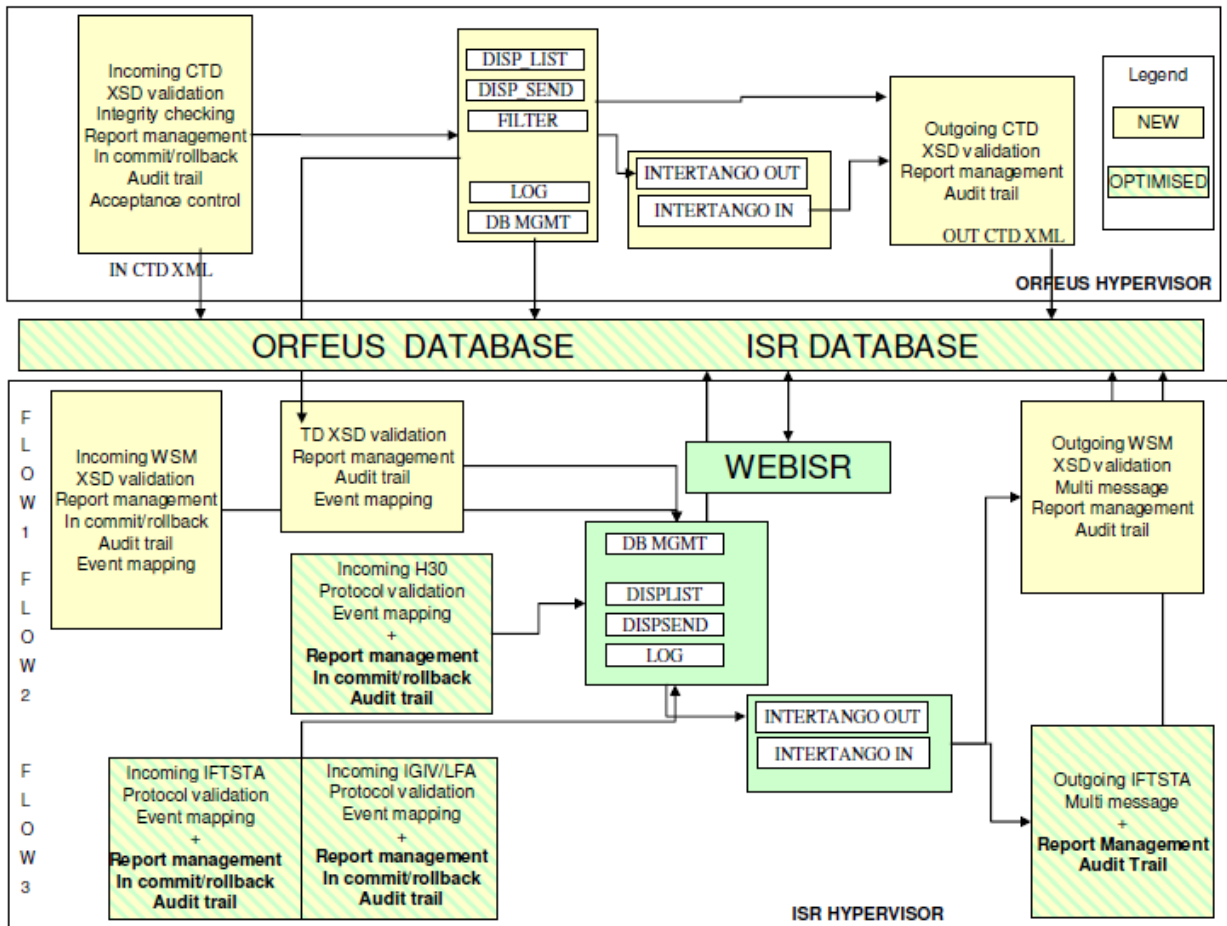 Incoming CTD
XSD validation
Integrity checking
Report management
In commit/rollback
Audit trail
Acceptance control
IN CTD XML
DISP_LIST
DISP_SEND
FILTER
LOG
DB MGMT
INTERTANGO OUT
INTERTANGO IN
Outgoing CTD
XSD validation
Report management
Audit trail
OUT CTD XML
Legend
NEW
OPTIMISED
ORFEUS HYPERVISOR
ORFEUS DATABASE
ISR DATABASE
FLOW1
FLOW2
FLOW3
Incoming WSM
XSD validation
Report management
In commit/rollback
Audit trail
Event mapping
TD XSD validation
Report management
Audit trail
Event mapping
WEBISR
Incoming H30
Protocol validation
Event mapping
+
Report management
In commit/rollback
Audit trail
DB MGMT
DISPLIST
DISPSEND
LOG
Outgoing WSM
XSD validation
Multi message
Report management
Audit trail
INTERTANGO OUT
INTERTANGO IN
Incoming IFTSTA
Protocol validation
Event mapping
+
Report management
In commit/rollback
Audit trail
Incoming IGIV/LFA
Protocol validation
Event mapping
+
Report management
In commit/rollback
Audit trail
Outgoing IFTSTA
Multi message
+
Report Management
Audit Trail
ISR HYPERVISOR